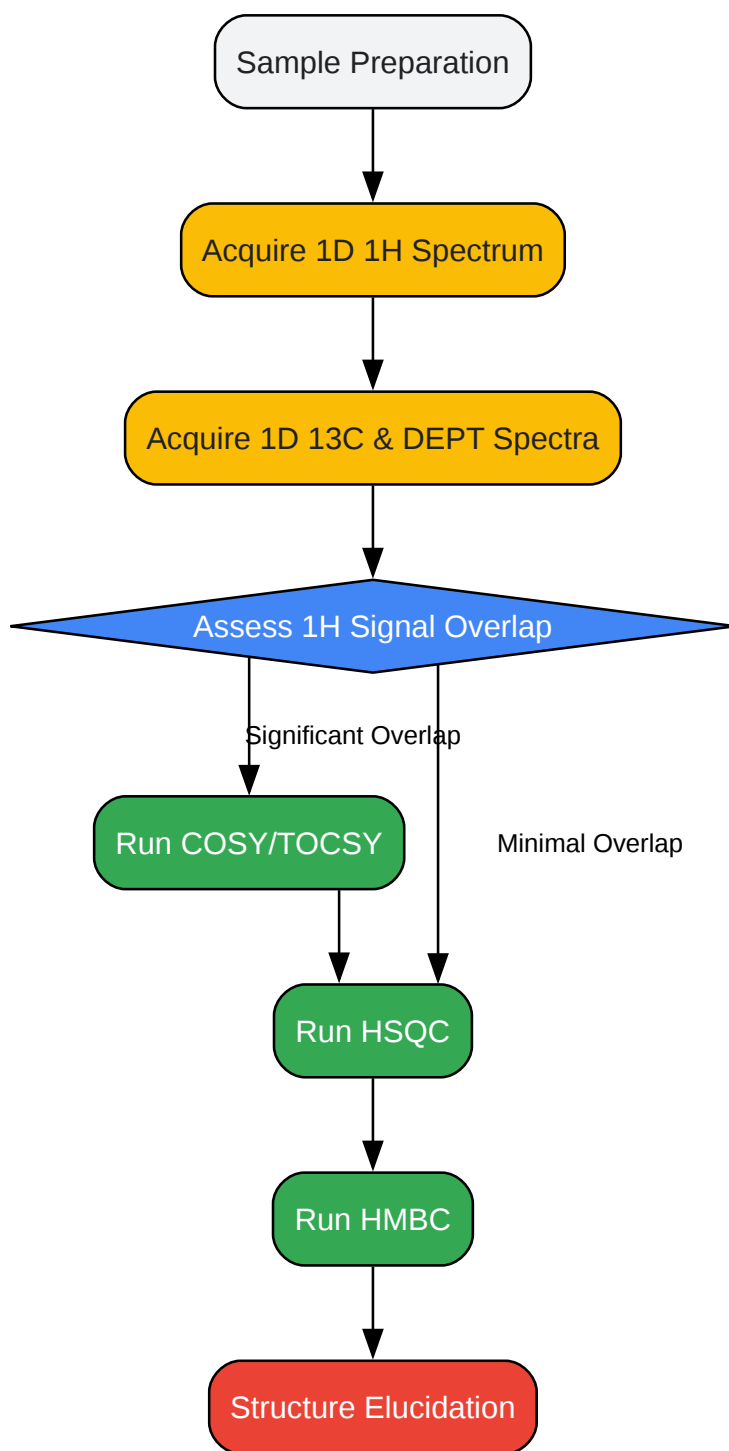 Sample Preparation
Acquire 1D 1H Spectrum
Acquire 1D 13C & DEPT Spectra
Assess 1H Signal Overlap
Significant Overlap
Run COSY/TOCSY
Minimal Overlap
Run HSQC
Run HMBC
Structure Elucidation